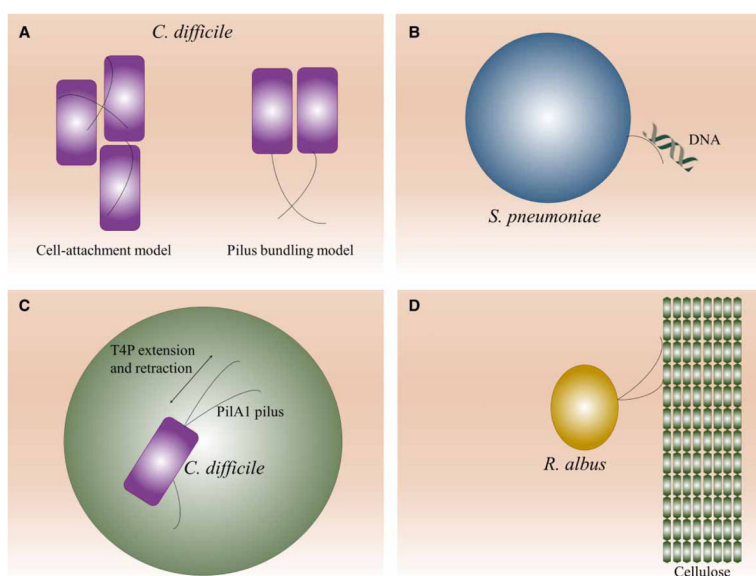 A
C. difficile
Cell-attachment model
Pilus bundling model
B
DNA
S. pneumoniae
C
T4P extension
and retraction
PilA1 pilus
C. difficile
D
R. albus
Cellulose